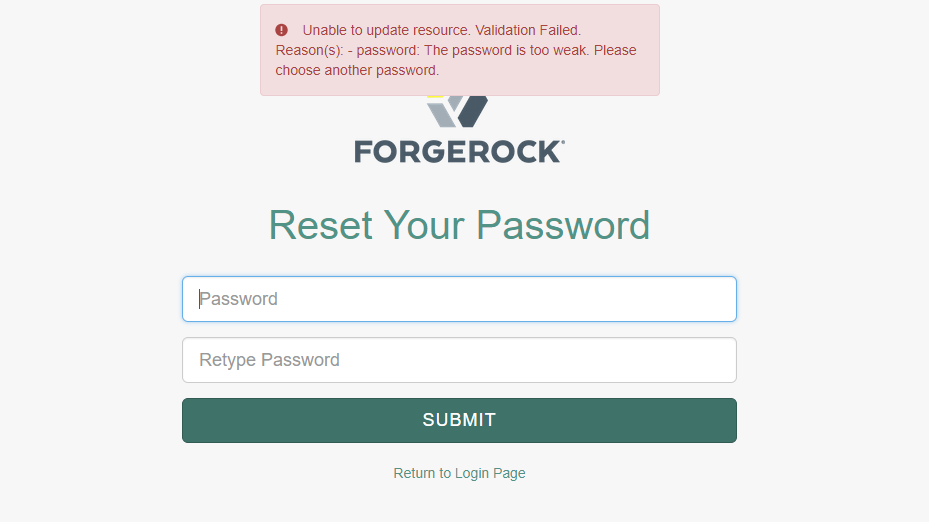 Unable to update resource. Validation Failed.
Reason(s): - password: The password is too weak. Please
choose another password.
FORGEROCK
Reset Your Password
Password
Retype Password
SUBMIT
Return to Login Page